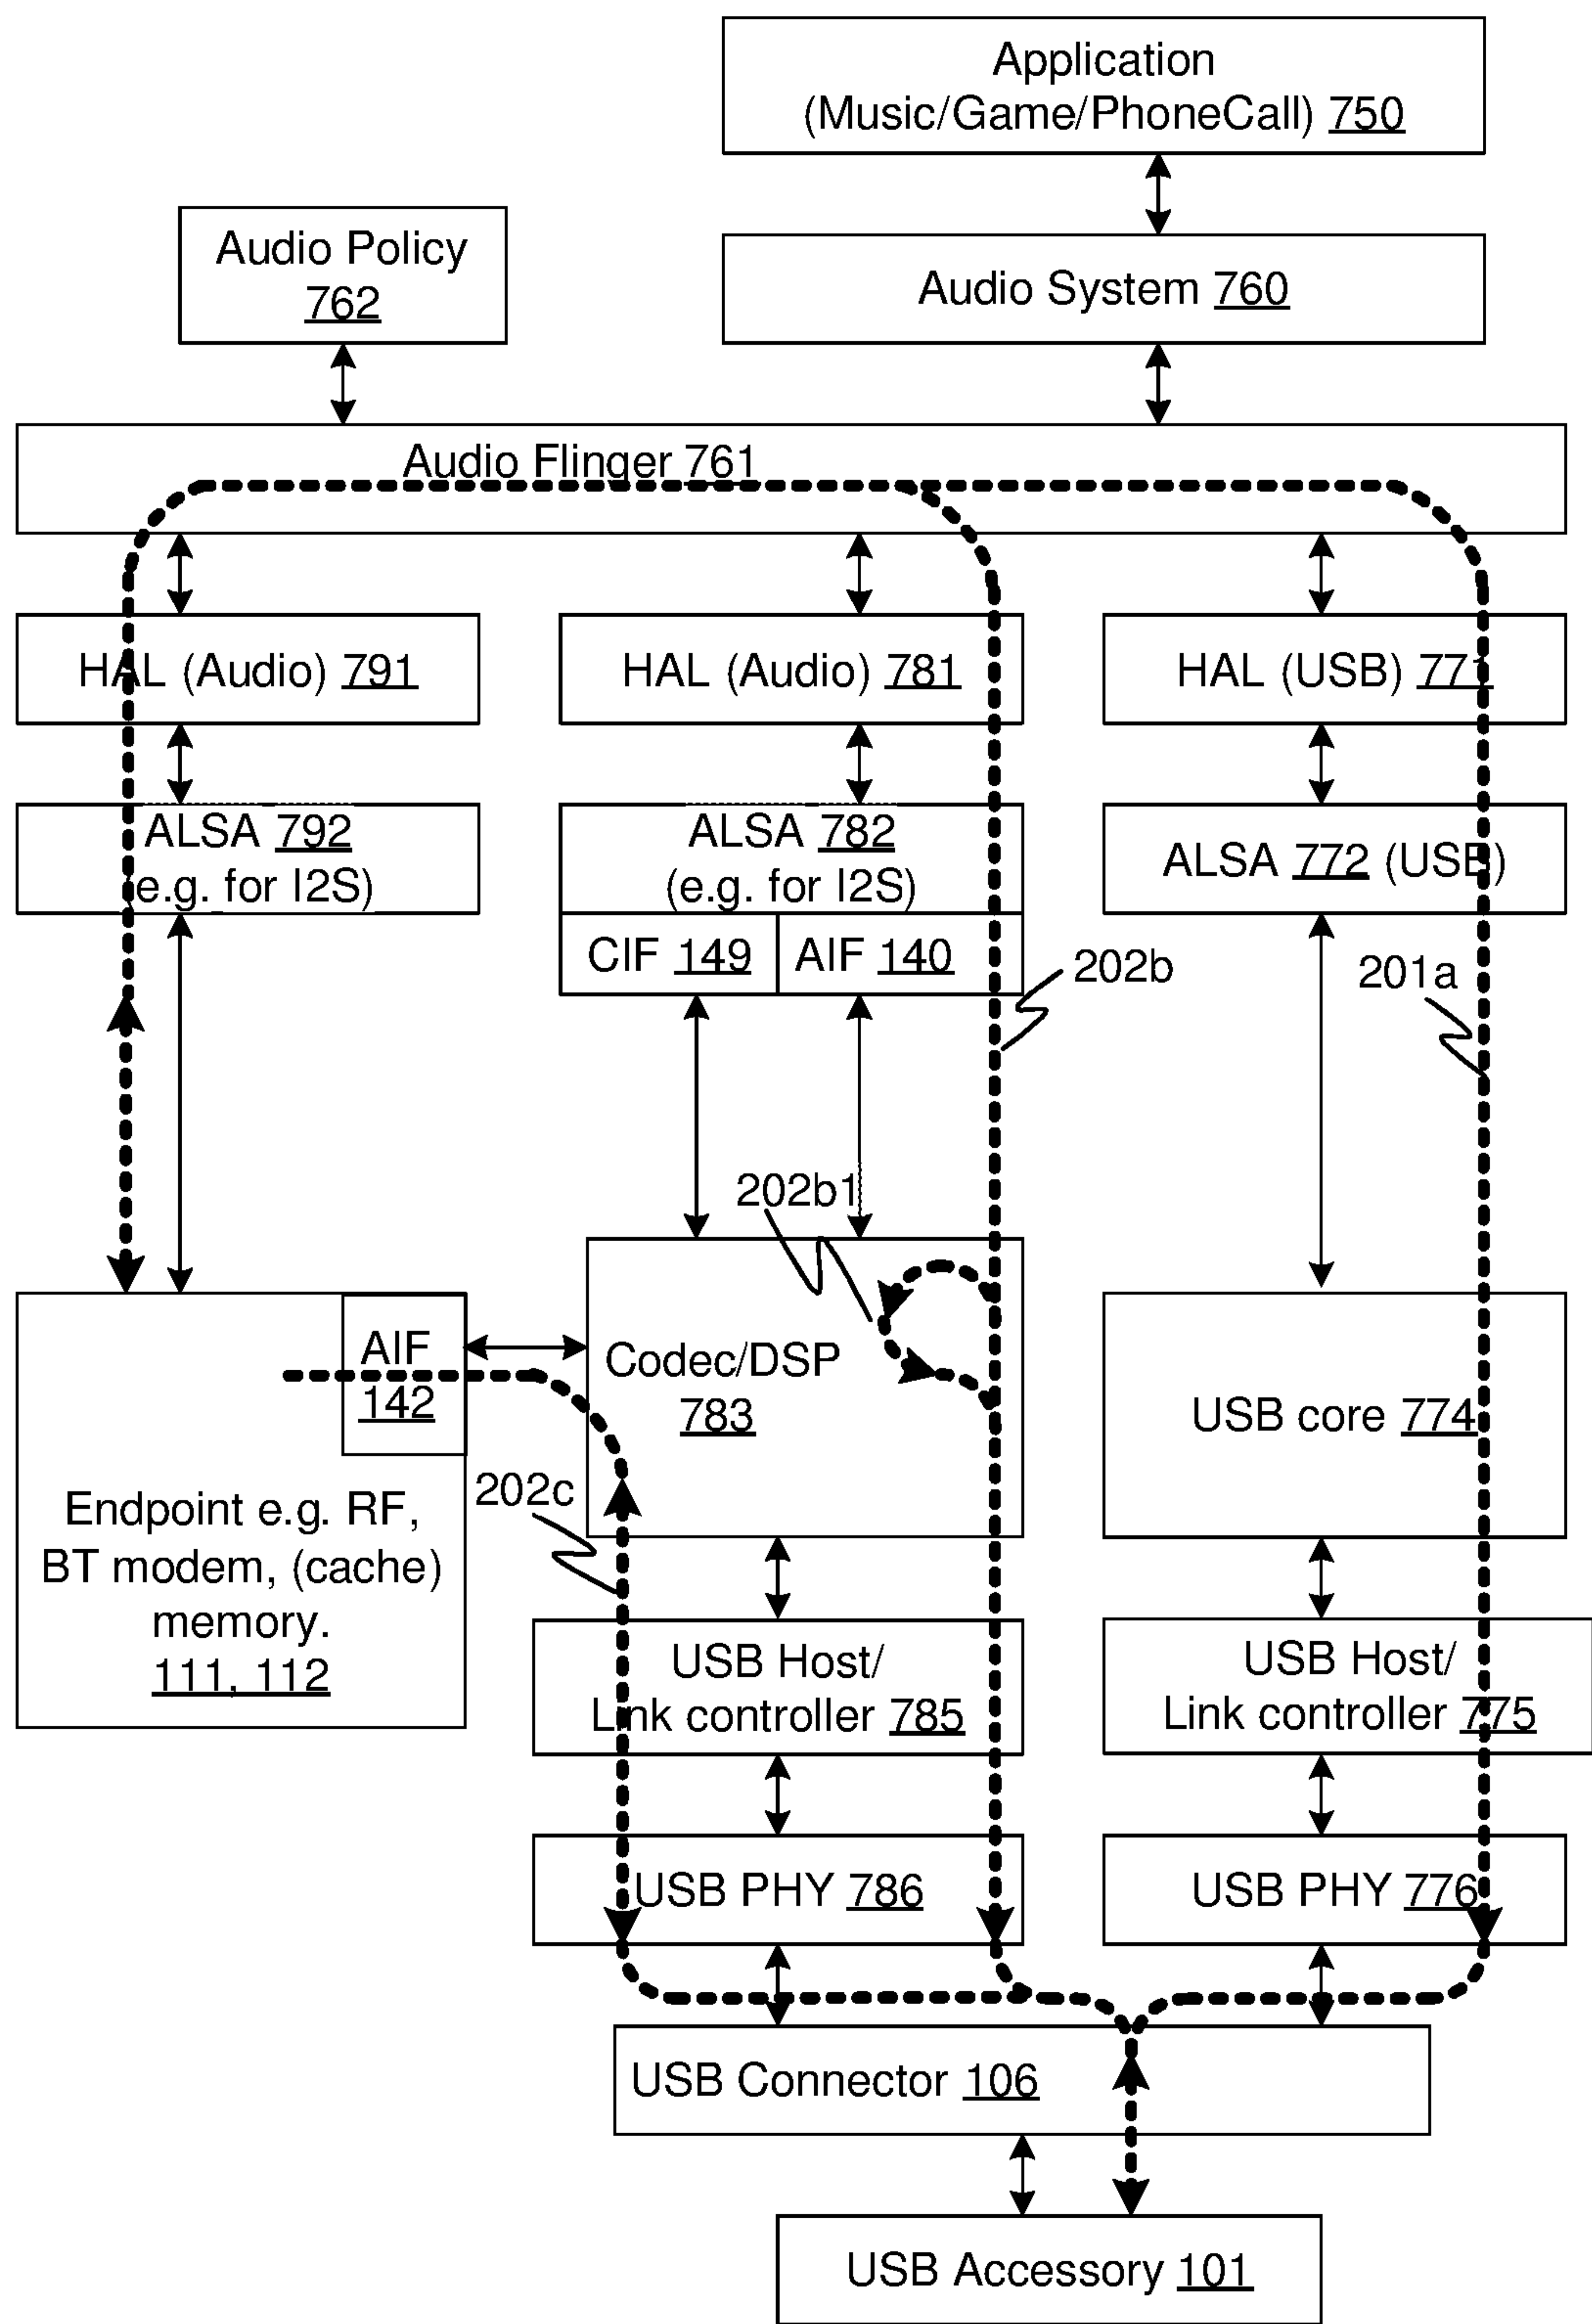 Application
(Music/Game/PhoneCall) 750
Audio Policy
762
Audio System 760
Audio Flinger 761
HAL (Audio) 791
HAL (Audio) 781
HAL (USB) 771
ALSA 792
e.g. for I2S)
ALSA 782
(e.g. for I2S)
ALSA 772 (USB)
CIF 149
AIF 140
202b
201a
202b1
AIF
142
Codec/DSP
783
USB core 774
202c
Endpoint e.g. RF,
BT modem, (cache)
memory.
111, 112
USB Host/
Link controller 785
USB Host/
Link controller 775
USB PHY 786
USB PHY 776
USB Connector 106
USB Accessory 101